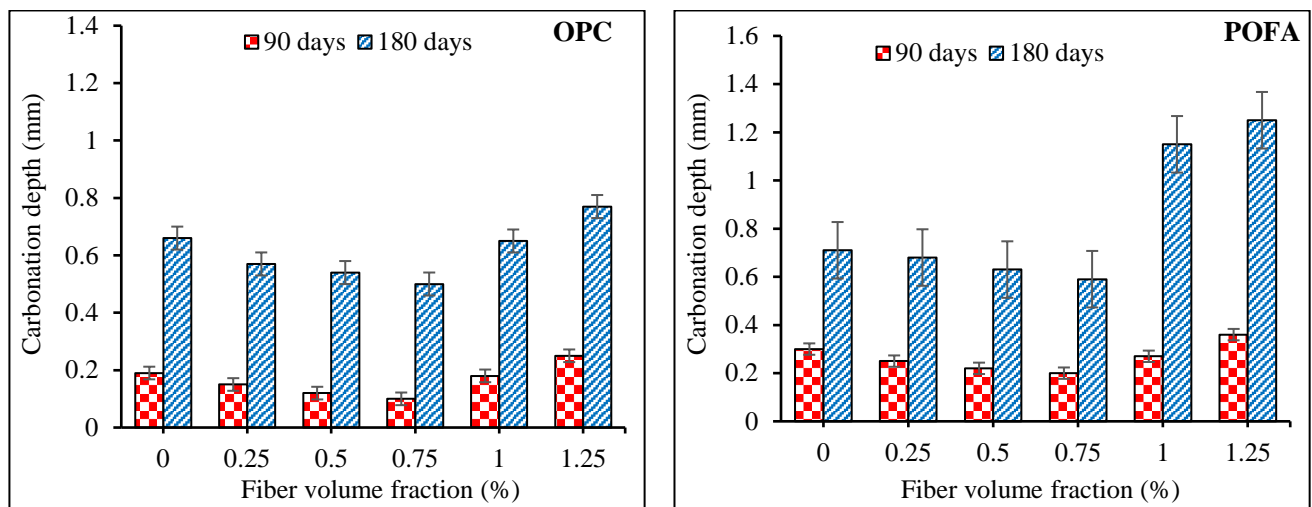 OPC
90 days 180 days
Carbonation depth (mm)
1.4
1.2
1
0.8
0.6
0.4
0.2
0
0 0.25 0.5 0.75 1 1.25
Fiber volume fraction (%)
POFA
90 days 180 days
Carbonation depth (mm)
1.6
1.4
1.2
1
0.8
0.6
0.4
0.2
0
0 0.25 0.5 0.75 1 1.25
Fiber volume fraction (%)